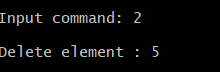 Input command: 2
Delete element : 5